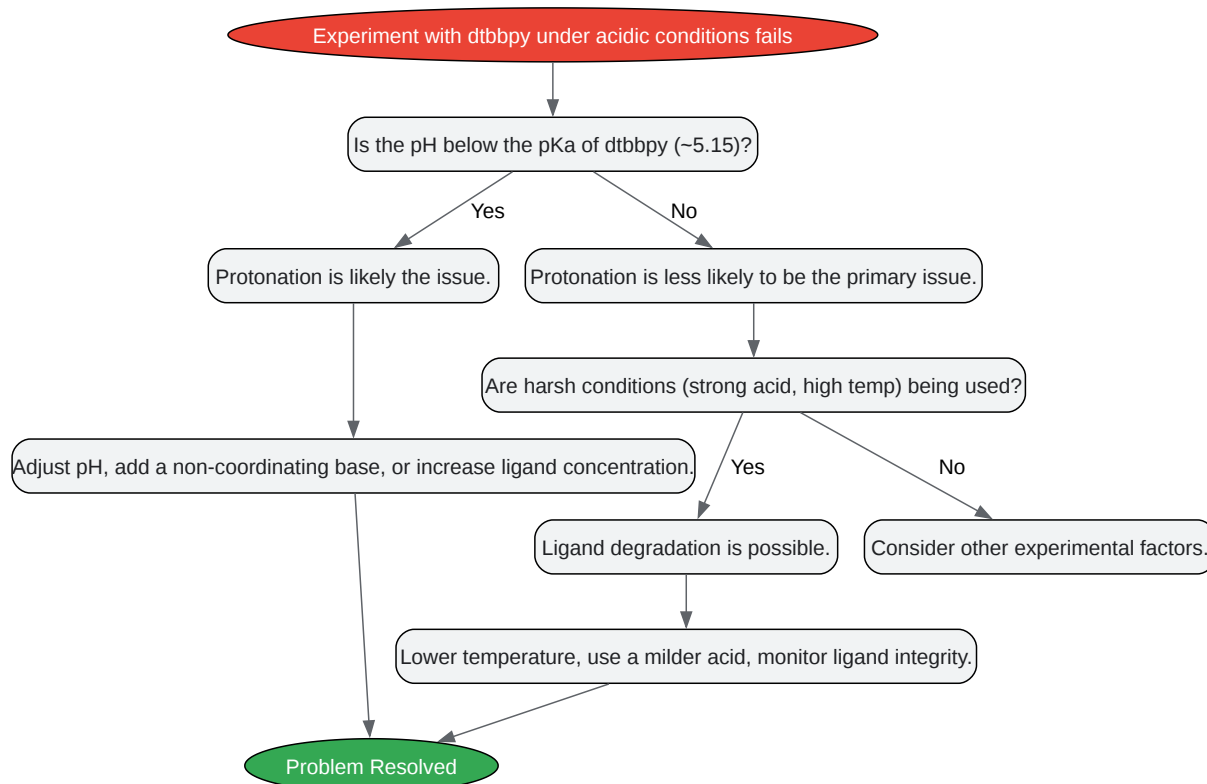 Experiment with dtbbpy under acidic conditions fails
Is the pH below the pKa of dtbbpy (~5.15)?
Yes
No
Protonation is likely the issue.
Protonation is less likely to be the primary issue.
Are harsh conditions (strong acid, high temp) being used?
Adjust pH, add a non-coordinating base, or increase ligand concentration.
Yes
No
Ligand degradation is possible.
Consider other experimental factors.
Lower temperature, use a milder acid, monitor ligand integrity.
Problem Resolved